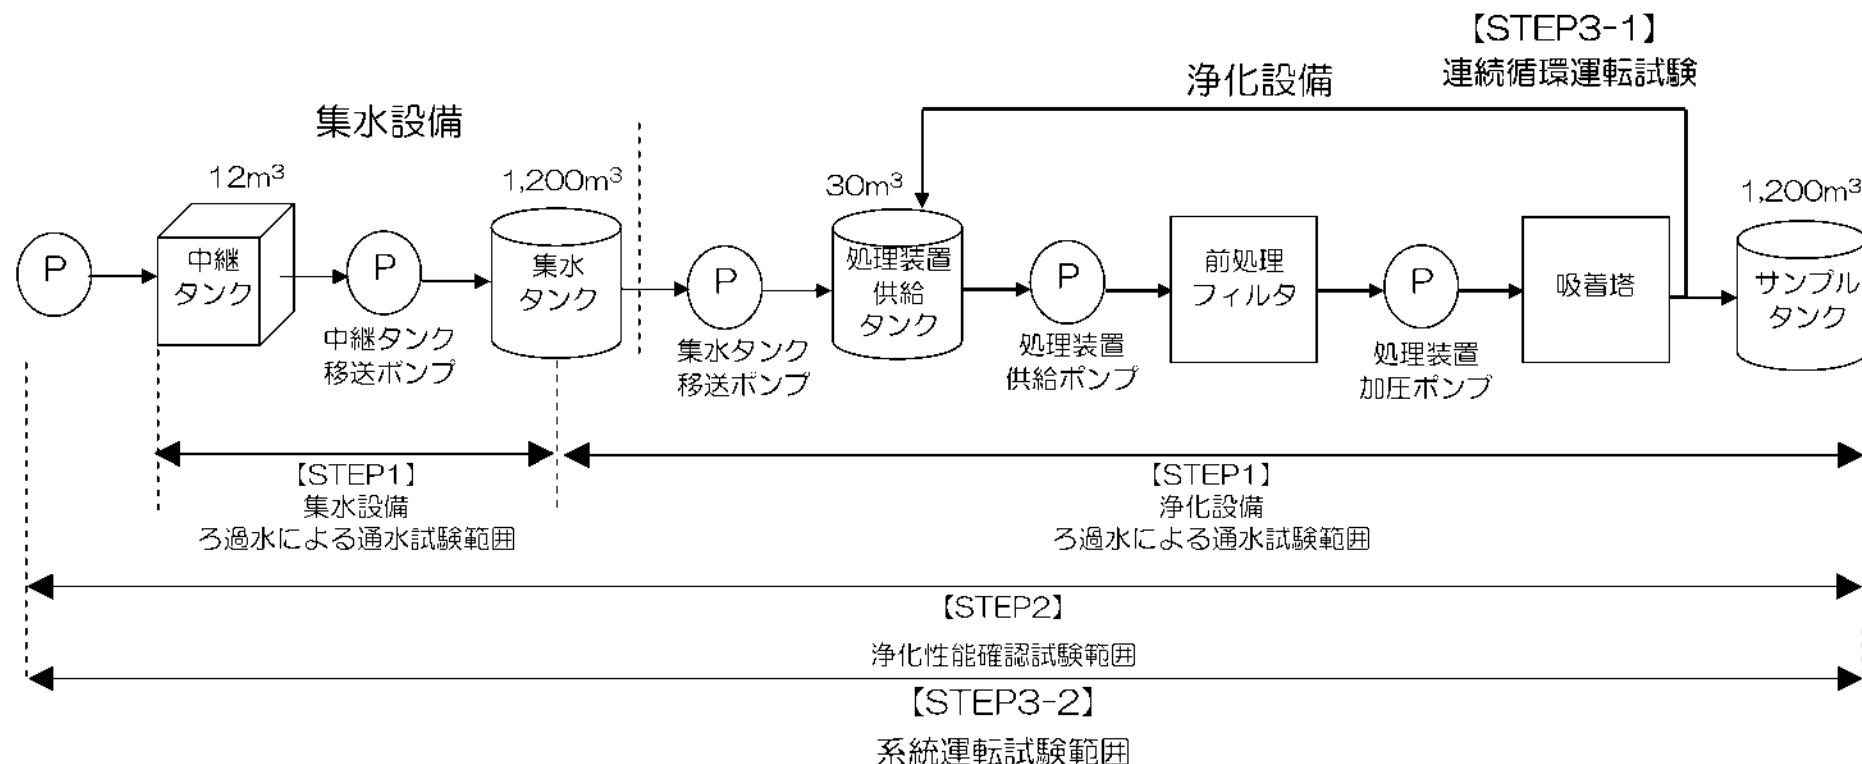 【STEP3-1】
連続循環運転試験
浄化設備
集水設備
12m³
1,200m³
30m³
1,200m³
P
中継
タンク
P
中継タンク
移送ポンプ
集水
タンク
P
集水タンク
移送ポンプ
処理装置
供給
タンク
P
処理装置
供給ポンプ
前処理
フィルタ
P
処理装置
加圧ポンプ
吸着塔
サンプル
タンク
【STEP1】
集水設備
ろ過水による通水試験範囲
【STEP1】
浄化設備
ろ過水による通水試験範囲
【STEP2】
浄化性能確認試験範囲
【STEP3-2】
系統運転試験範囲